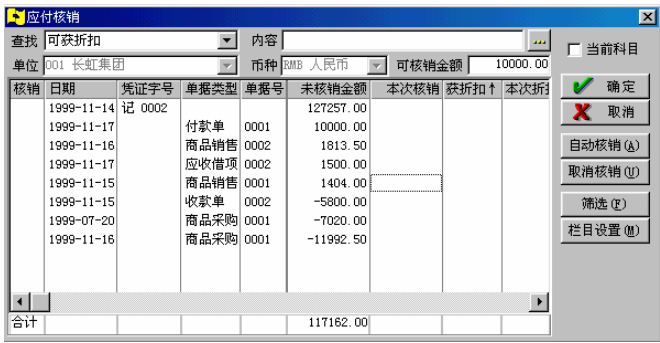 应付核销
查找 可获折扣 内容 ... 当前科目
单位 001 长虹集团 币种 RMB 人民币 可核销金额 10000.00
核销 日期 凭证字号 单据类型 单据号 未核销金额 本次核销 获折扣↑ 本次折
1999-11-14 记 0002 127257.00
1999-11-17 付款单 0001 10000.00
1999-11-16 商品销售 0002 1813.50
1999-11-17 应收借项 0002 1500.00
1999-11-15 商品销售 0001 1404.00
1999-11-15 收款单 0002 -5800.00
1999-07-20 商品采购 0001 -7020.00
1999-11-16 商品采购 0001 -11992.50
合计 117162.00
确定
取消
自动核销(A)
取消核销(U)
筛选(F)
栏目设置(M)